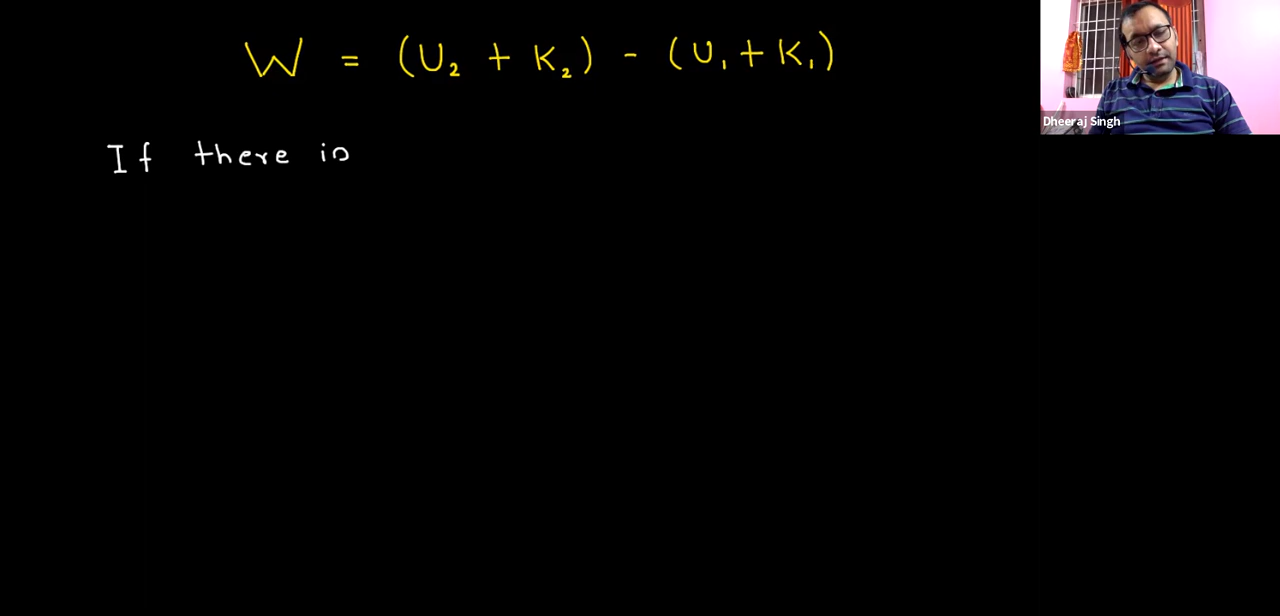 W = (U₂ + K₂) - (U₁ + K₁)
Dheeraj Singh
If there is